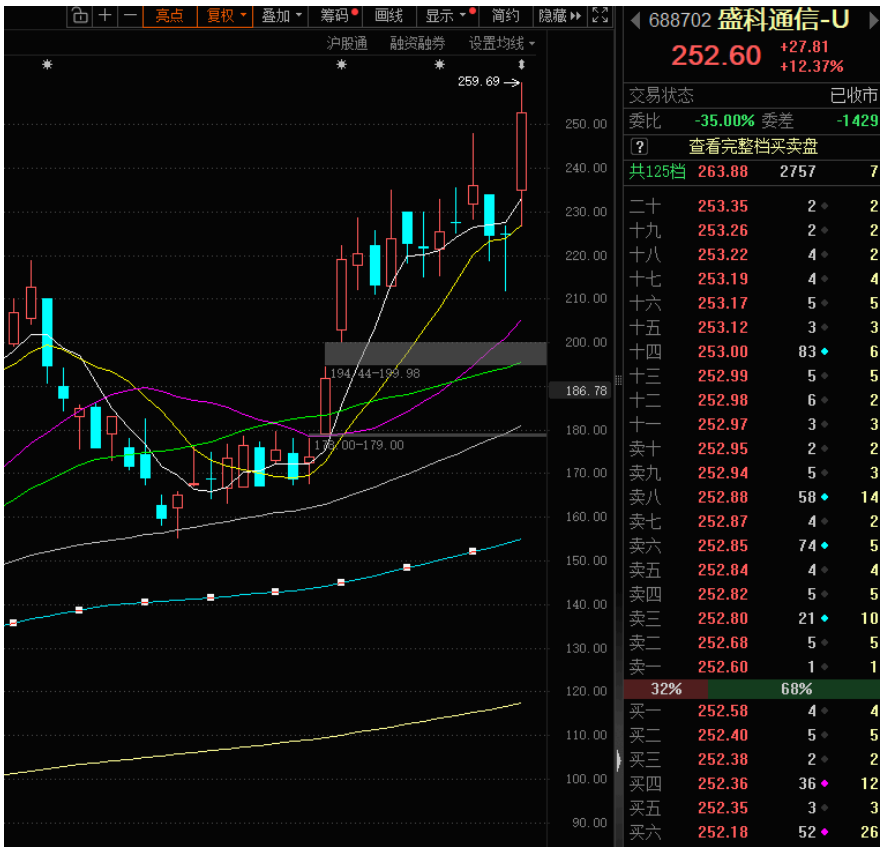 亮点 复权 叠加 筹码 画线 显示 简约 隐藏
沪股通 融资融券 设置均线
259.69
250.00
240.00
230.00
220.00
210.00
200.00
194.44-199.98
186.78
180.00
178.00-179.00
170.00
160.00
150.00
140.00
130.00
120.00
110.00
100.00
90.00
688702 盛科通信-U
252.60 +27.81
+12.37%
交易状态 已收市
委比 -35.00% 委差 -1429
? 查看完整档买卖盘
共125档 263.88 2757 7
二十 253.35 2 2
十九 253.26 2 2
十八 253.22 4 2
十七 253.19 4 4
十六 253.17 5 5
十五 253.12 3 3
十四 253.00 83 6
十三 252.99 5 5
十二 252.98 6 2
十一 252.97 3 3
卖十 252.95 2 2
卖九 252.94 5 3
卖八 252.88 58 14
卖七 252.87 4 2
卖六 252.85 74 5
卖五 252.84 4 4
卖四 252.82 5 5
卖三 252.80 21 10
卖二 252.68 5 5
卖一 252.60 1 1
32% 68%
买一 252.58 4 4
买二 252.40 5 5
买三 252.38 2 2
买四 252.36 36 12
买五 252.35 3 3
买六 252.18 52 26